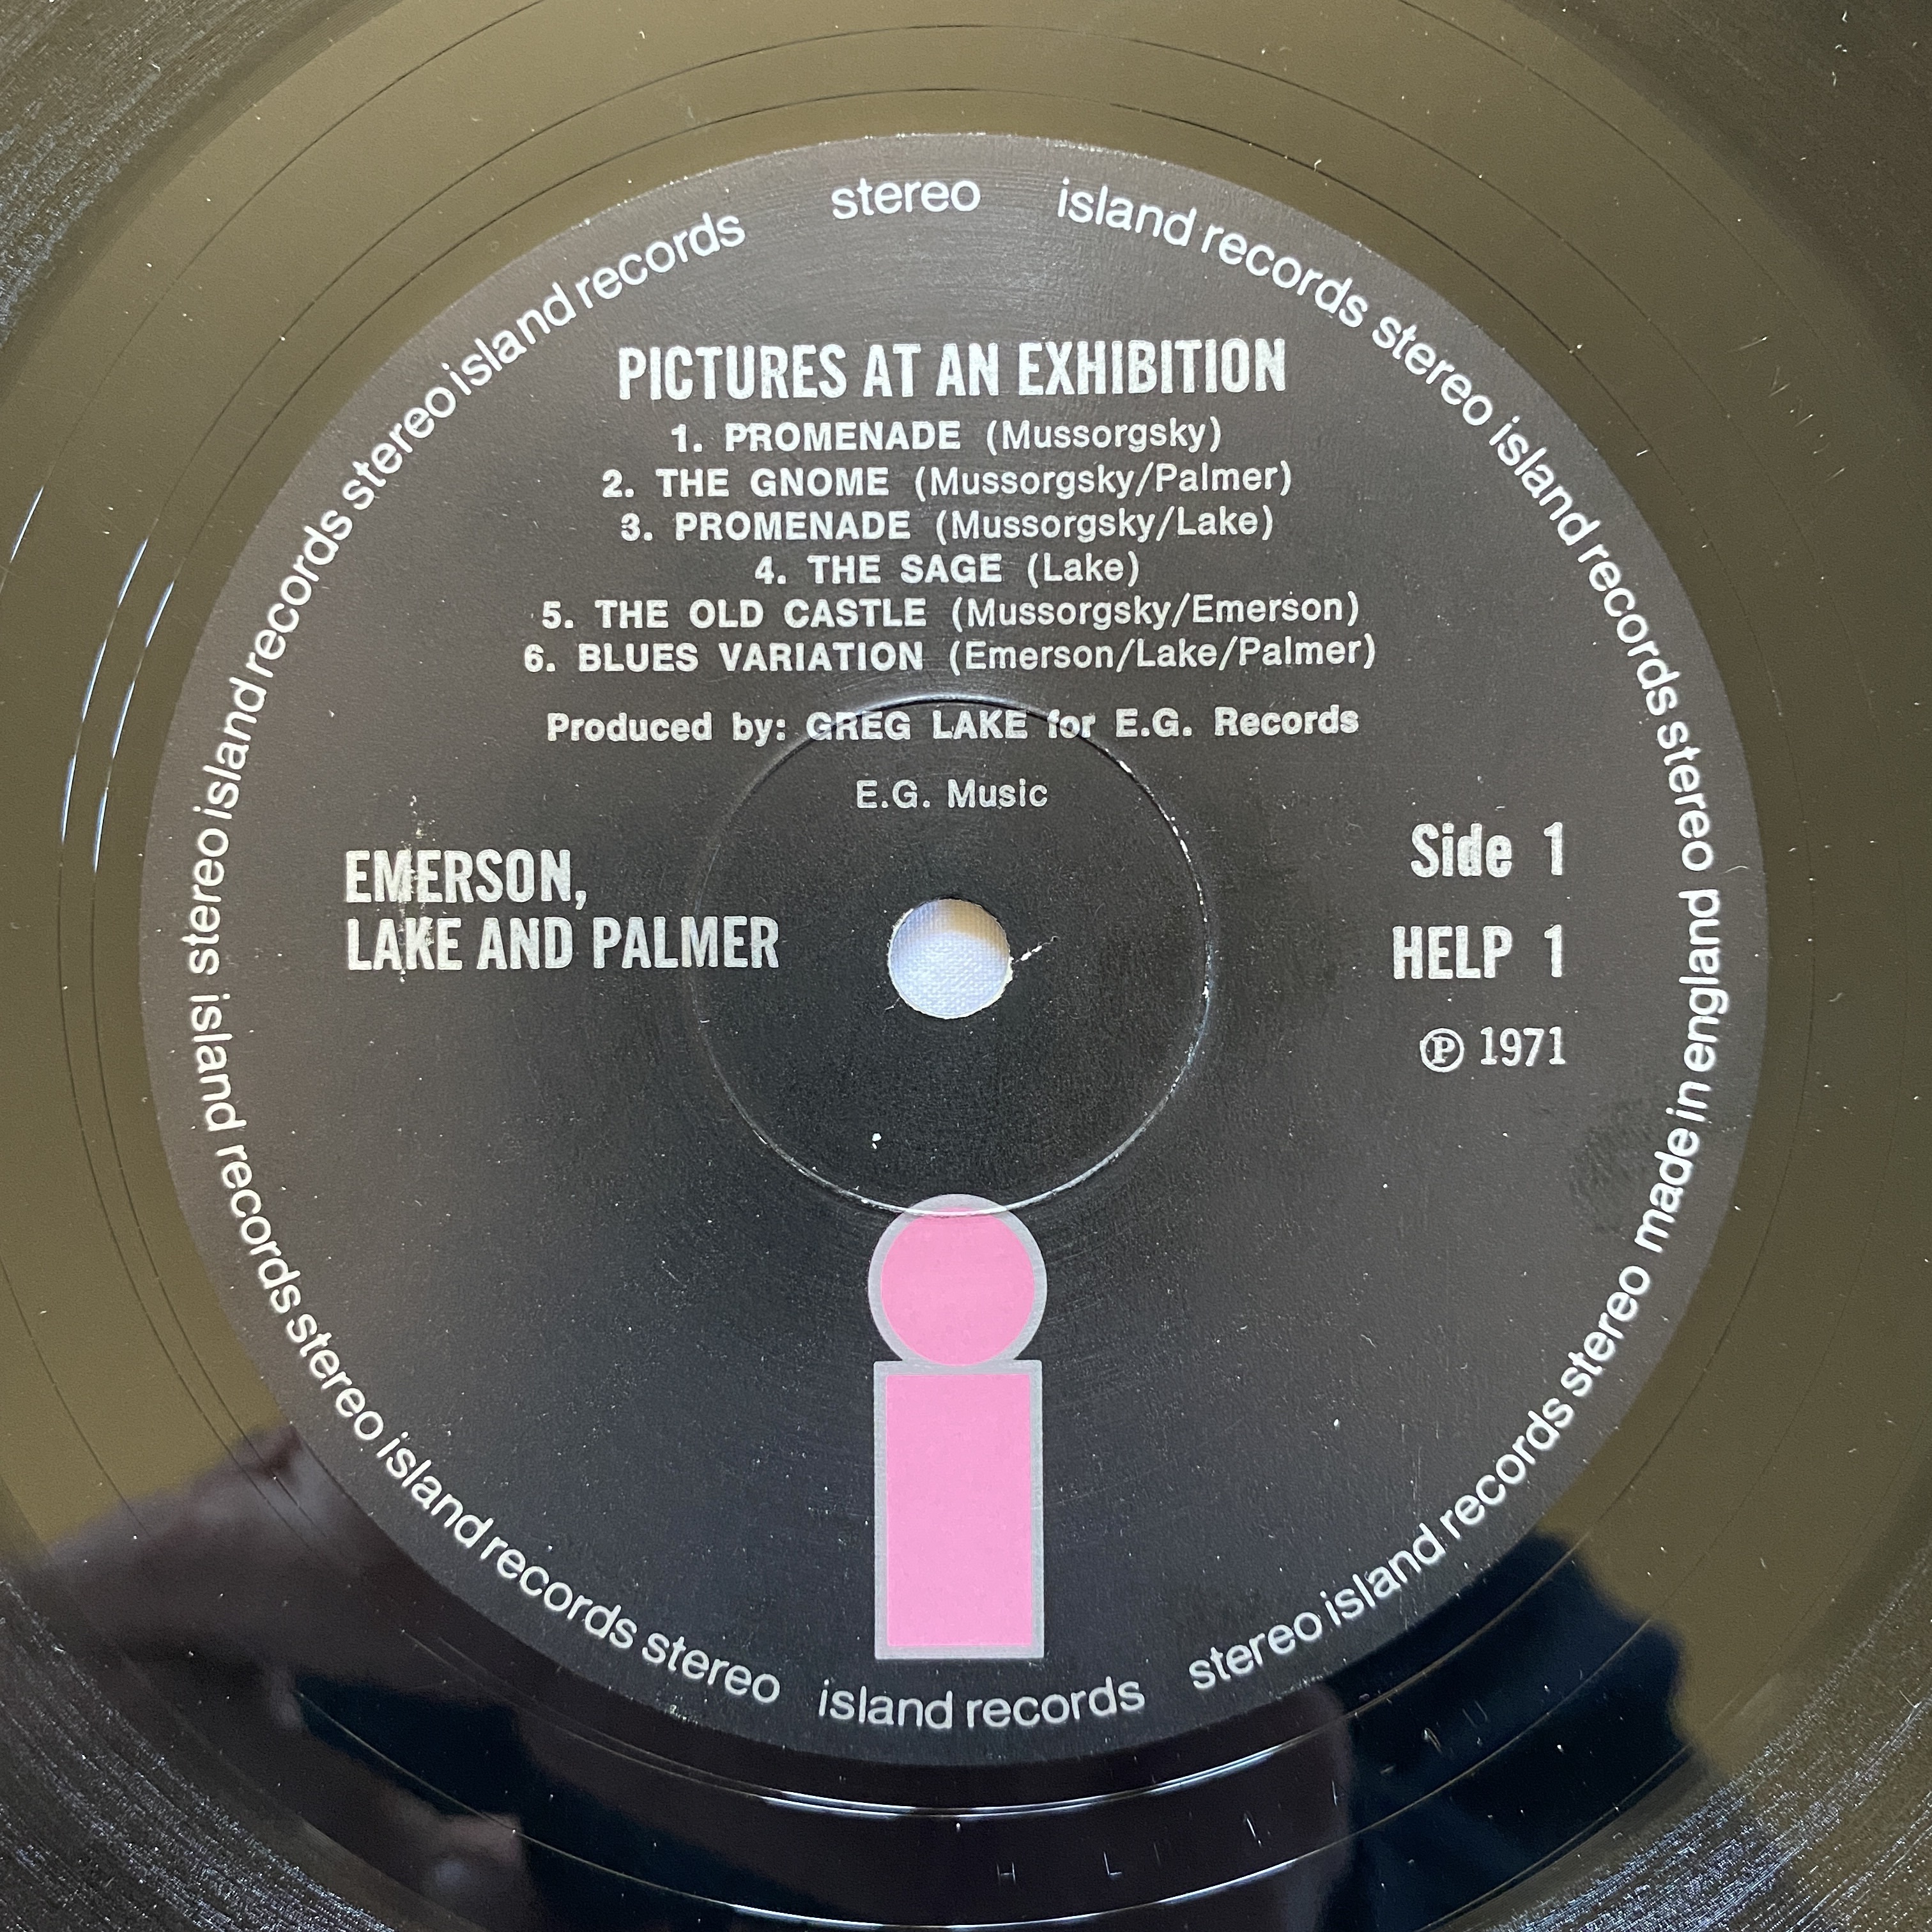 stereo island records stereo island records stereo made in england stereo island records stereo island records stereo island records stereo island records stereo island records stereo island records stereo island records
PICTURES AT AN EXHIBITION
1. PROMENADE (Mussorgsky)
2. THE GNOME (Mussorgsky/Palmer)
3. PROMENADE (Mussorgsky/Lake)
4. THE SAGE (Lake)
5. THE OLD CASTLE (Mussorgsky/Emerson)
6. BLUES VARIATION (Emerson/Lake/Palmer)
Produced by: GREG LAKE for E.G. Records
E.G. Music
EMERSON,
LAKE AND PALMER
Side 1
HELP 1
℗ 1971